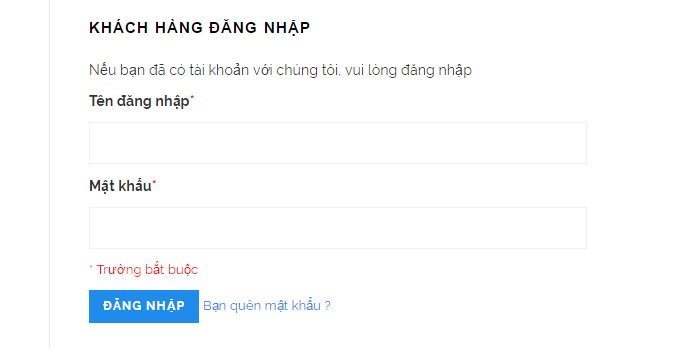 KHÁCH HÀNG ĐĂNG NHẬP
Nếu bạn đã có tài khoản với chúng tôi, vui lòng đăng nhập
Tên đăng nhập*
Mật khẩu*
* Trường bắt buộc
ĐĂNG NHẬP Bạn quên mật khẩu ?